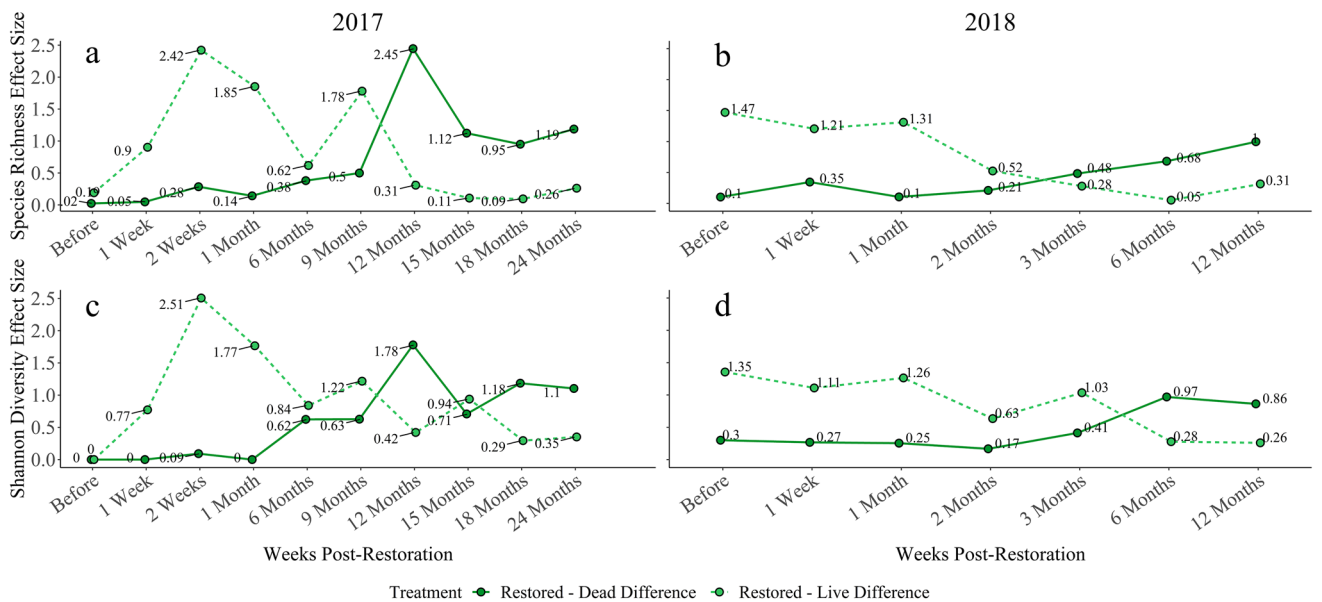 2017
2018
Species Richness Effect Size
a
2.5
2.0
1.5
1.0
0.5
0.0
02
0.19
0.9
0.05
2.42
0.28
1.85
0.14
0.62
0.38
1.78
0.5
2.45
0.31
1.12
0.11
0.95
0.09
1.19
0.26
Before
1 Week
2 Weeks
1 Month
6 Months
9 Months
12 Months
15 Months
18 Months
24 Months
b
1.47
0.1
1.21
0.35
1.31
0.1
0.52
0.21
0.48
0.28
0.68
0.05
1
0.31
Before
1 Week
1 Month
2 Months
3 Months
6 Months
12 Months
Shannon Diversity Effect Size
c
2.5
2.0
1.5
1.0
0.5
0.0
0
0
0.77
0
2.51
0.09
1.77
0
0.84
0.62
1.22
0.63
1.78
0.42
0.94
0.71
1.18
0.29
1.1
0.35
Before
1 Week
2 Weeks
1 Month
6 Months
9 Months
12 Months
15 Months
18 Months
24 Months
Weeks Post-Restoration
d
1.35
0.3
1.11
0.27
1.26
0.25
0.63
0.17
1.03
0.41
0.97
0.28
0.86
0.26
Before
1 Week
1 Month
2 Months
3 Months
6 Months
12 Months
Weeks Post-Restoration
Treatment Restored - Dead Difference Restored - Live Difference